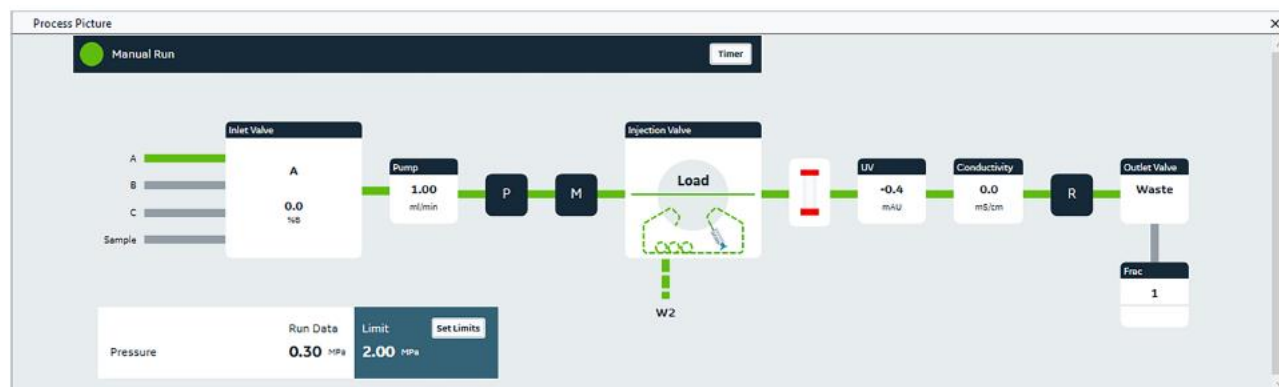 Process Picture
Manual Run
Timer
Inlet Valve
A
0.0
%B
A
B
C
Sample
Pump
1.00
ml/min
P
M
Injection Valve
Load
W2
UV
-0.4
mAU
Conductivity
0.0
mS/cm
R
Outlet Valve
Waste
Frac
1
Run Data
Limit
Set Limits
Pressure
0.30 MPa
2.00 MPa